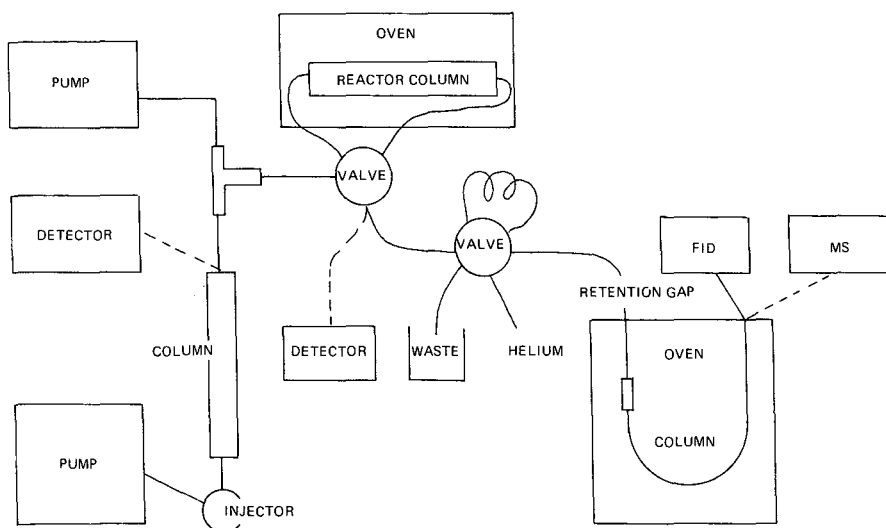 OVEN
PUMP
REACTOR COLUMN
VALVE
DETECTOR
VALVE
FID
MS
RETENTION GAP
COLUMN
DETECTOR
WASTE
HELIUM
OVEN
COLUMN
PUMP
INJECTOR